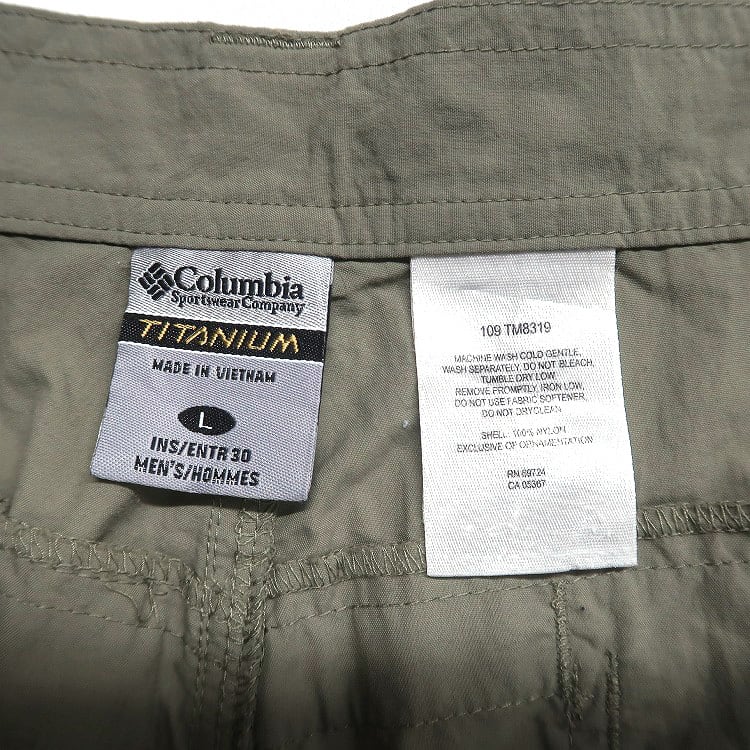 Columbia
Sportswear Company
TITANIUM
MADE IN VIETNAM
L
INS/ENTR 30
MEN'S/HOMMES
109 TM8319
MACHINE WASH COLD GENTLE,
WASH SEPARATELY, DO NOT BLEACH,
TUMBLE DRY LOW
REMOVE PROMPTLY, IRON LOW,
DO NOT USE FABRIC SOFTENER,
DO NOT DRYCLEAN
SHELL: 100% NYLON
EXCLUSIVE OF ORNAMENTATION
RN 69724
CA 05367